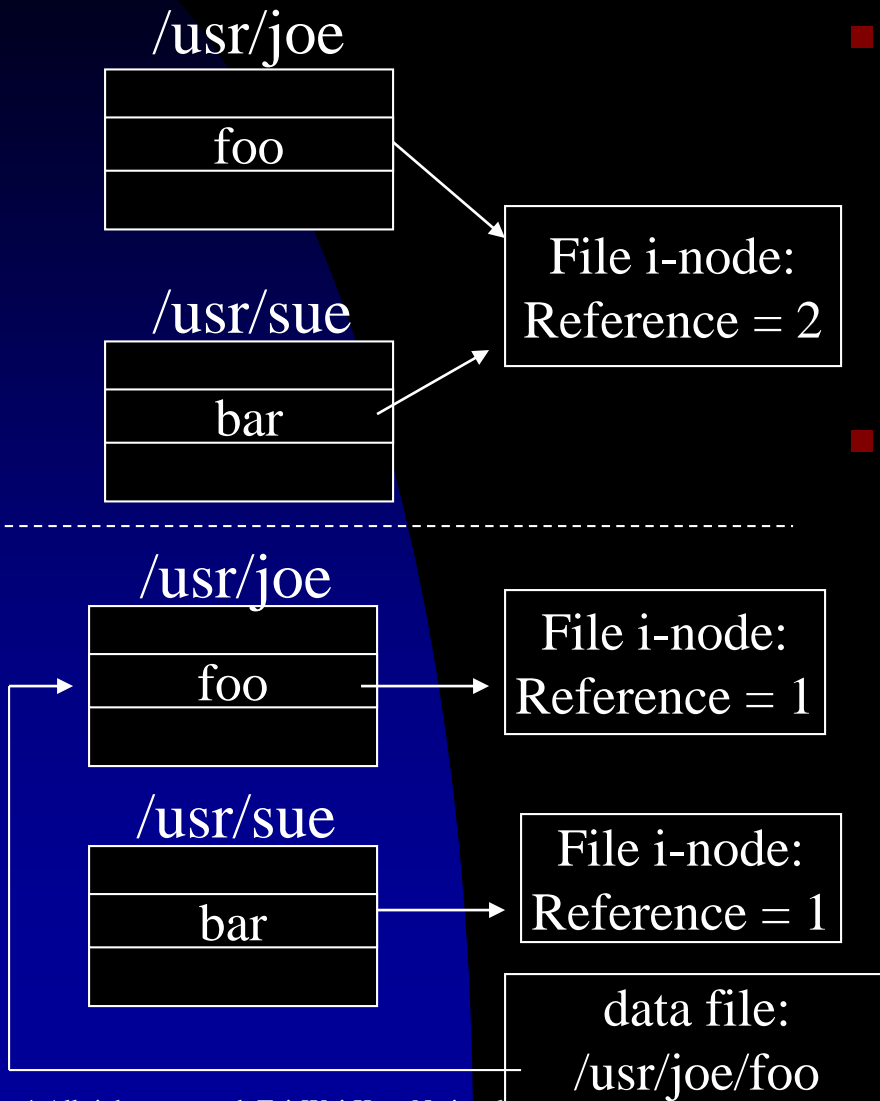 /usr/joe
foo
File i-node:
Reference = 2
/usr/sue
bar
/usr/joe
foo
File i-node:
Reference = 1
/usr/sue
bar
File i-node:
Reference = 1
data file:
/usr/joe/foo